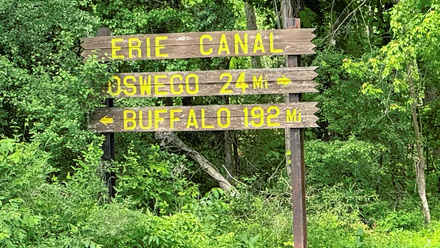 ERIE CANAL
OSWEGO 24 Mi →
← BUFFALO 192 Mi